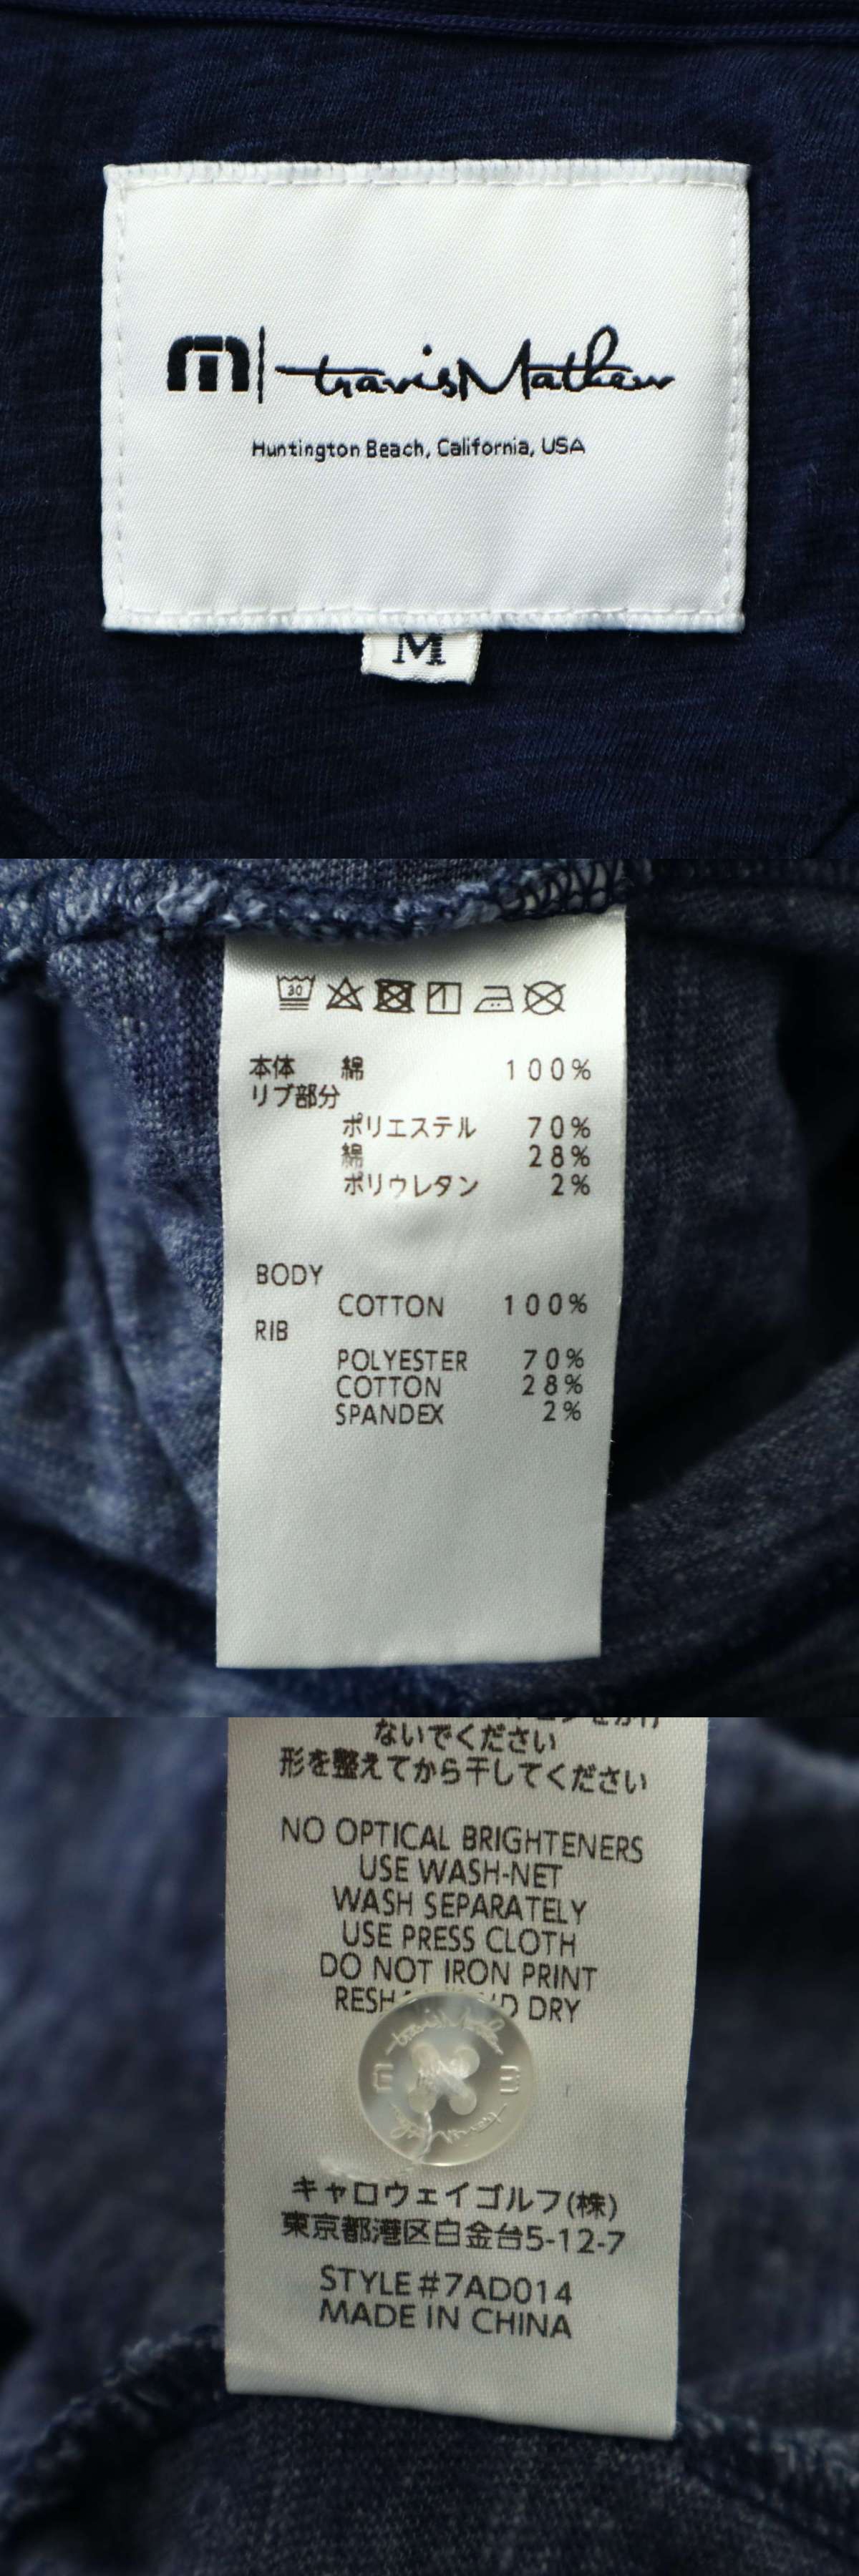 travisMathew
Huntington Beach, California, USA
M
30
本体 綿 100%
リブ部分
ポリエステル 70%
綿 28%
ポリウレタン 2%
BODY
COTTON 100%
RIB
POLYESTER 70%
COTTON 28%
SPANDEX 2%
ないでください
形を整えてから干してください
NO OPTICAL BRIGHTENERS
USE WASH-NET
WASH SEPARATELY
USE PRESS CLOTH
DO NOT IRON PRINT
DRY
travisMathew
キャロウェイゴルフ(株)
東京都港区白金台5-12-7
STYLE#7AD014
MADE IN CHINA